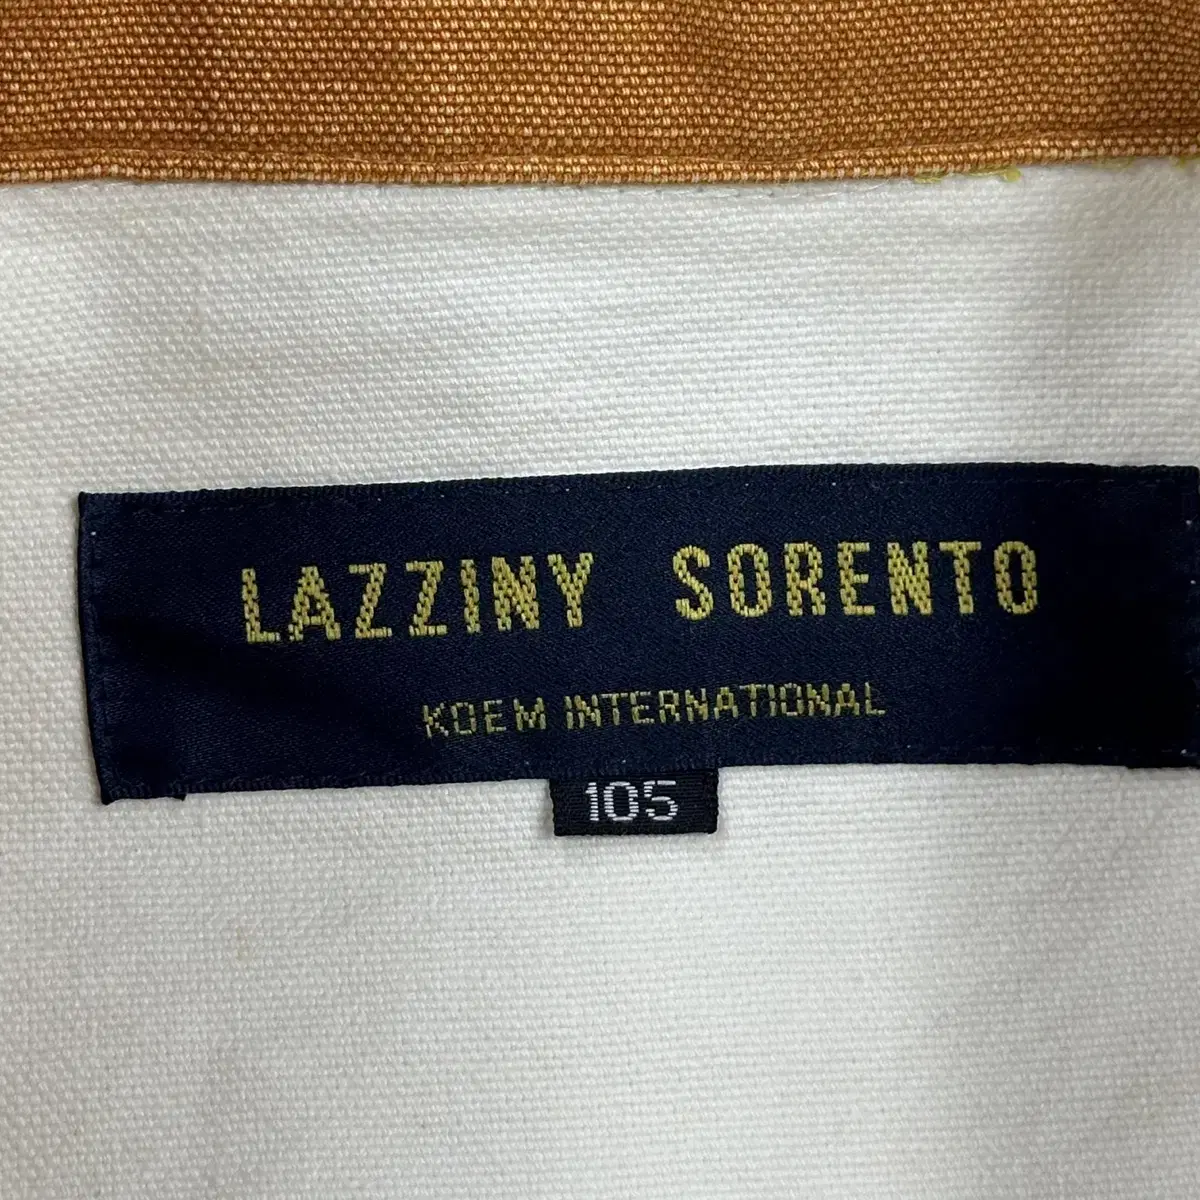 LAZZINY SORENTO
KOEM INTERNATIONAL
105